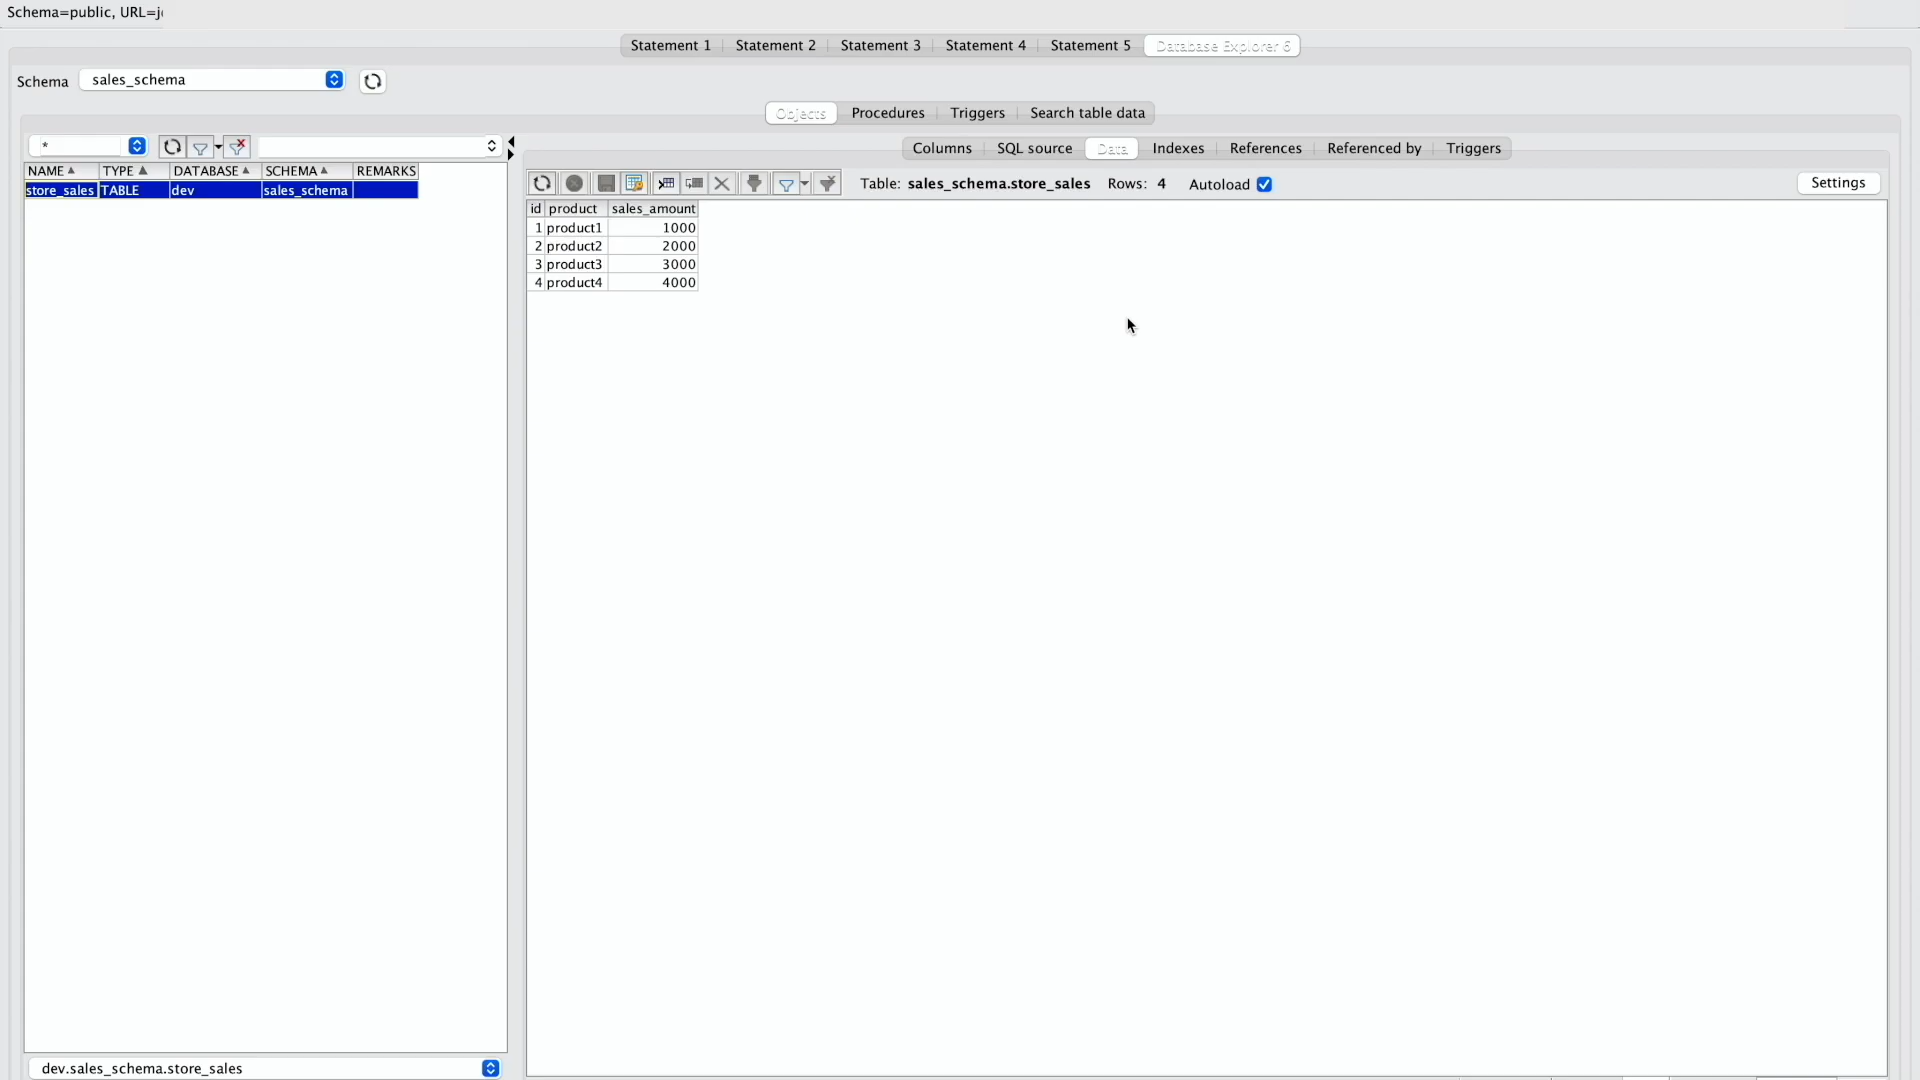 Schema=public, URL=j
Statement 1 Statement 2 Statement 3 Statement 4 Statement 5 Database Explorer 6
Schema sales_schema
Objects Procedures Triggers Search table data
*
Columns SQL source Data Indexes References Referenced by Triggers
NAME TYPE DATABASE SCHEMA REMARKS
store_sales TABLE dev sales_schema
Table: sales_schema.store_sales Rows: 4 Autoload Settings
id product sales_amount
1 product1 1000
2 product2 2000
3 product3 3000
4 product4 4000
dev.sales_schema.store_sales